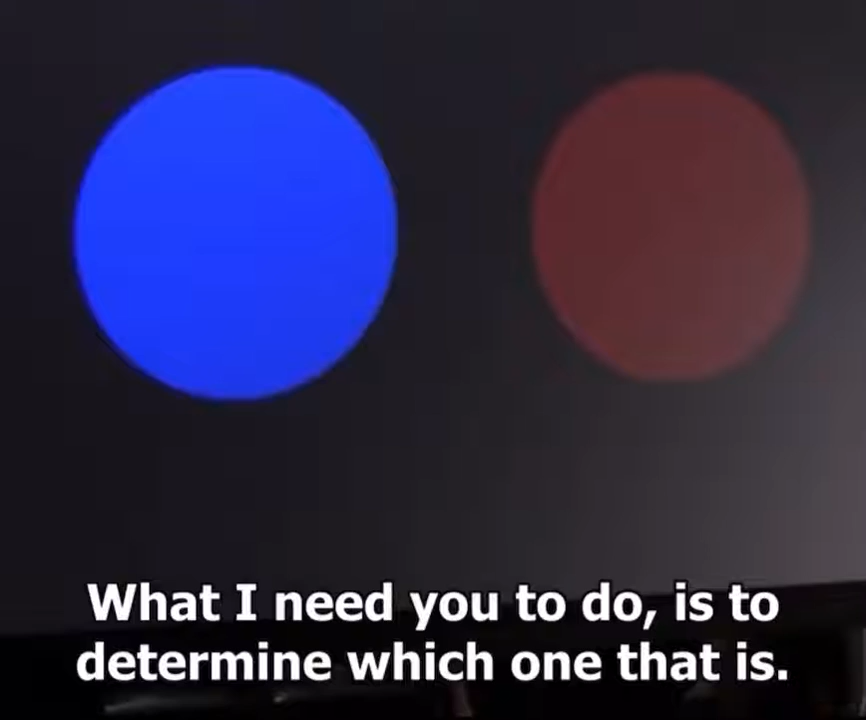 What I need you to do, is to
determine which one that is.